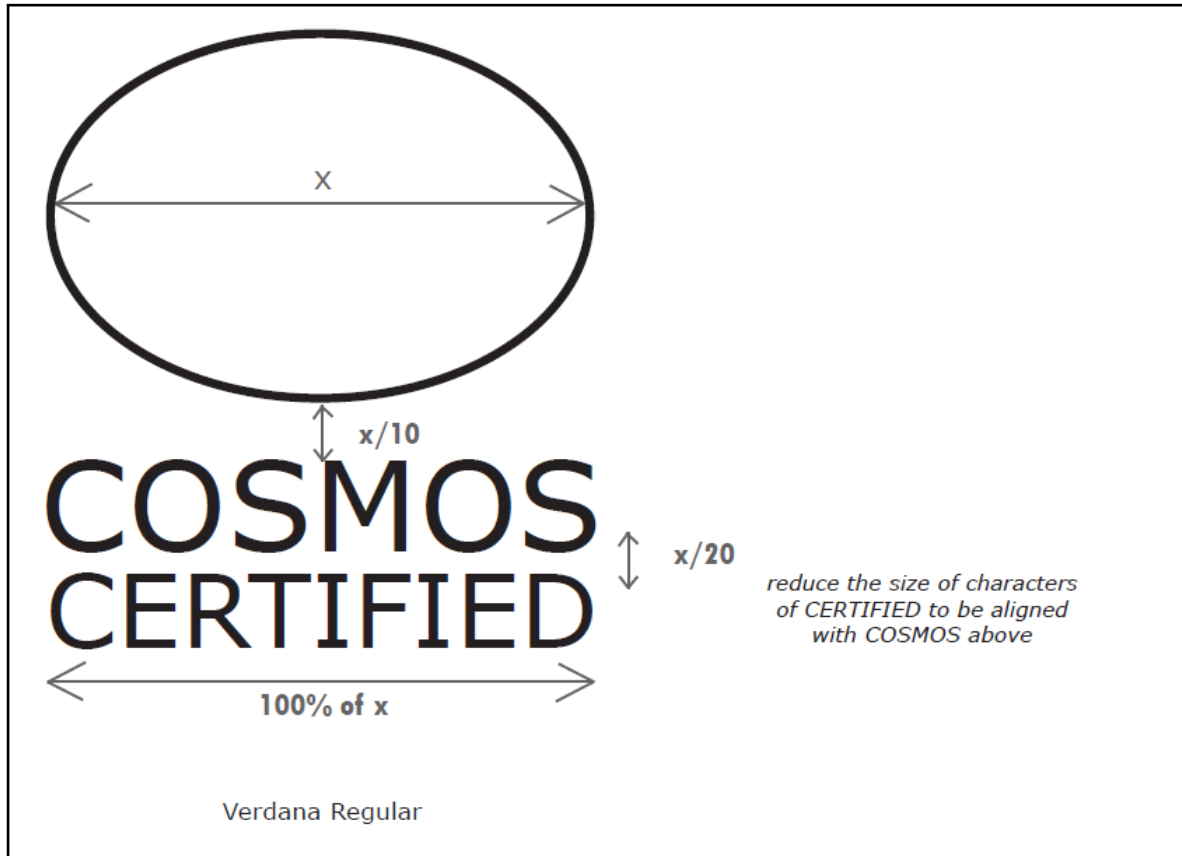 X
x/10
COSMOS
x/20
CERTIFIED
reduce the size of characters
of CERTIFIED to be aligned
with COSMOS above
100% of x
Verdana Regular